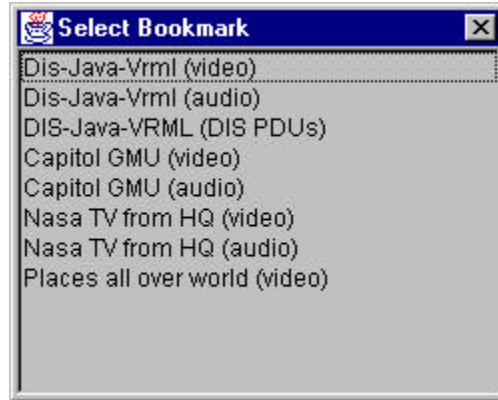 Select Bookmark
Dis-Java-Vrml (video)
Dis-Java-Vrml (audio)
DIS-Java-VRML (DIS PDUs)
Capitol GMU (video)
Capitol GMU (audio)
Nasa TV from HQ (video)
Nasa TV from HQ (audio)
Places all over world (video)